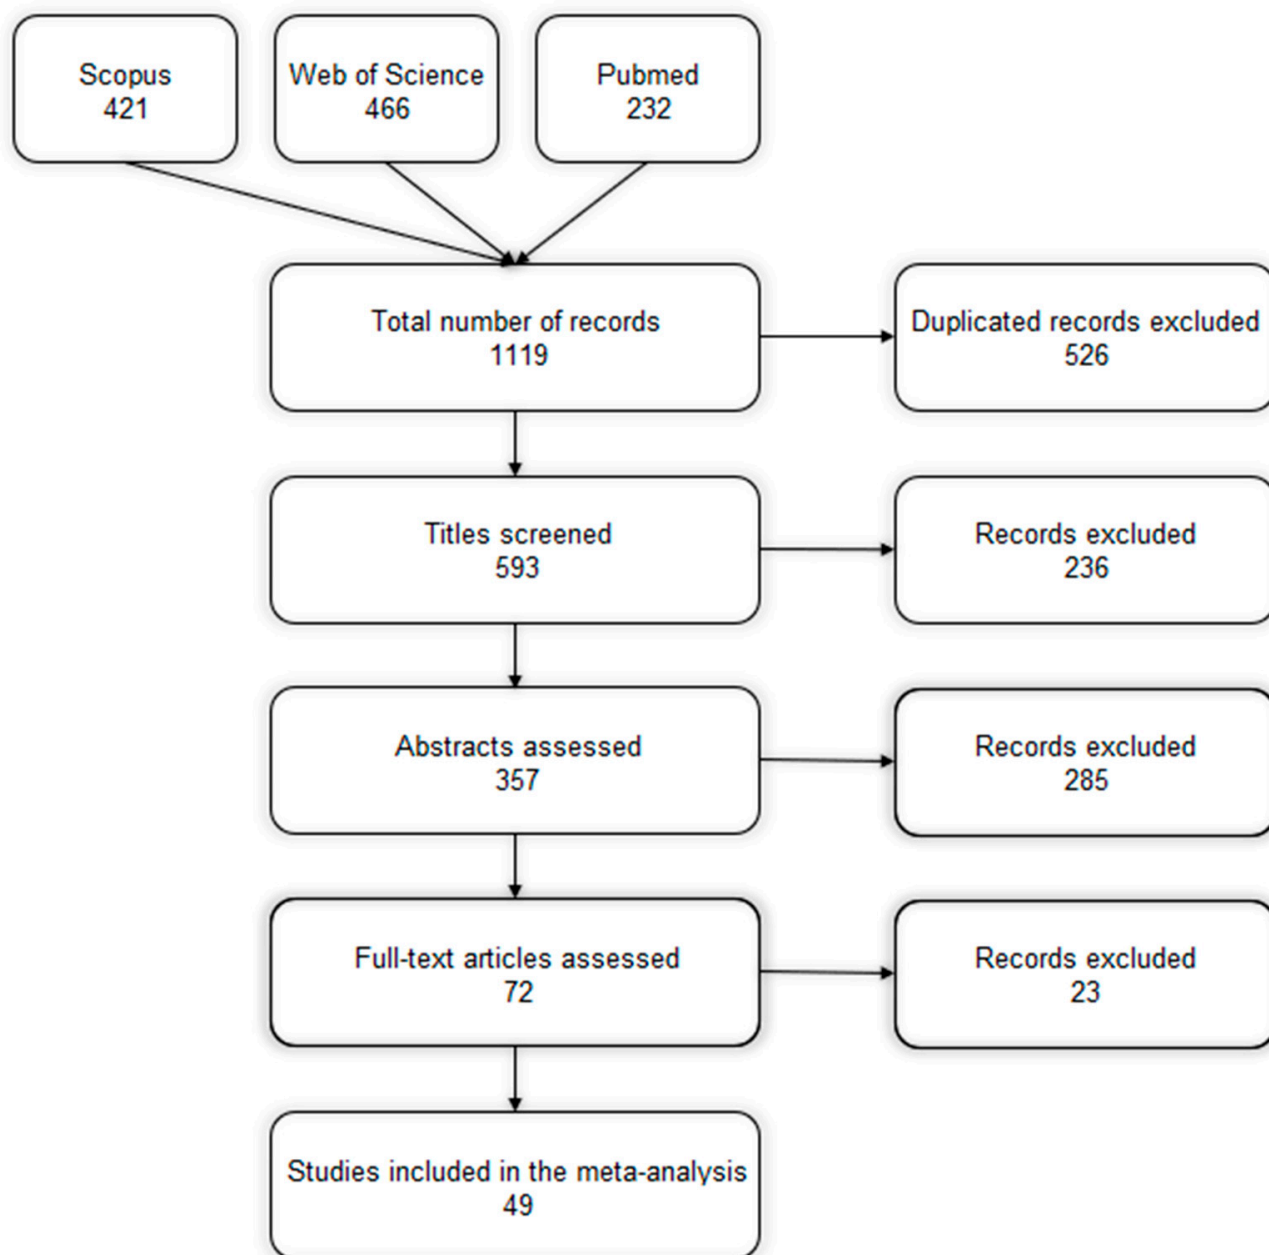 Scopus
421
Web of Science
466
Pubmed
232
Total number of records
1119
Duplicated records excluded
526
Titles screened
593
Records excluded
236
Abstracts assessed
357
Records excluded
285
Full-text articles assessed
72
Records excluded
23
Studies included in the meta-analysis
49